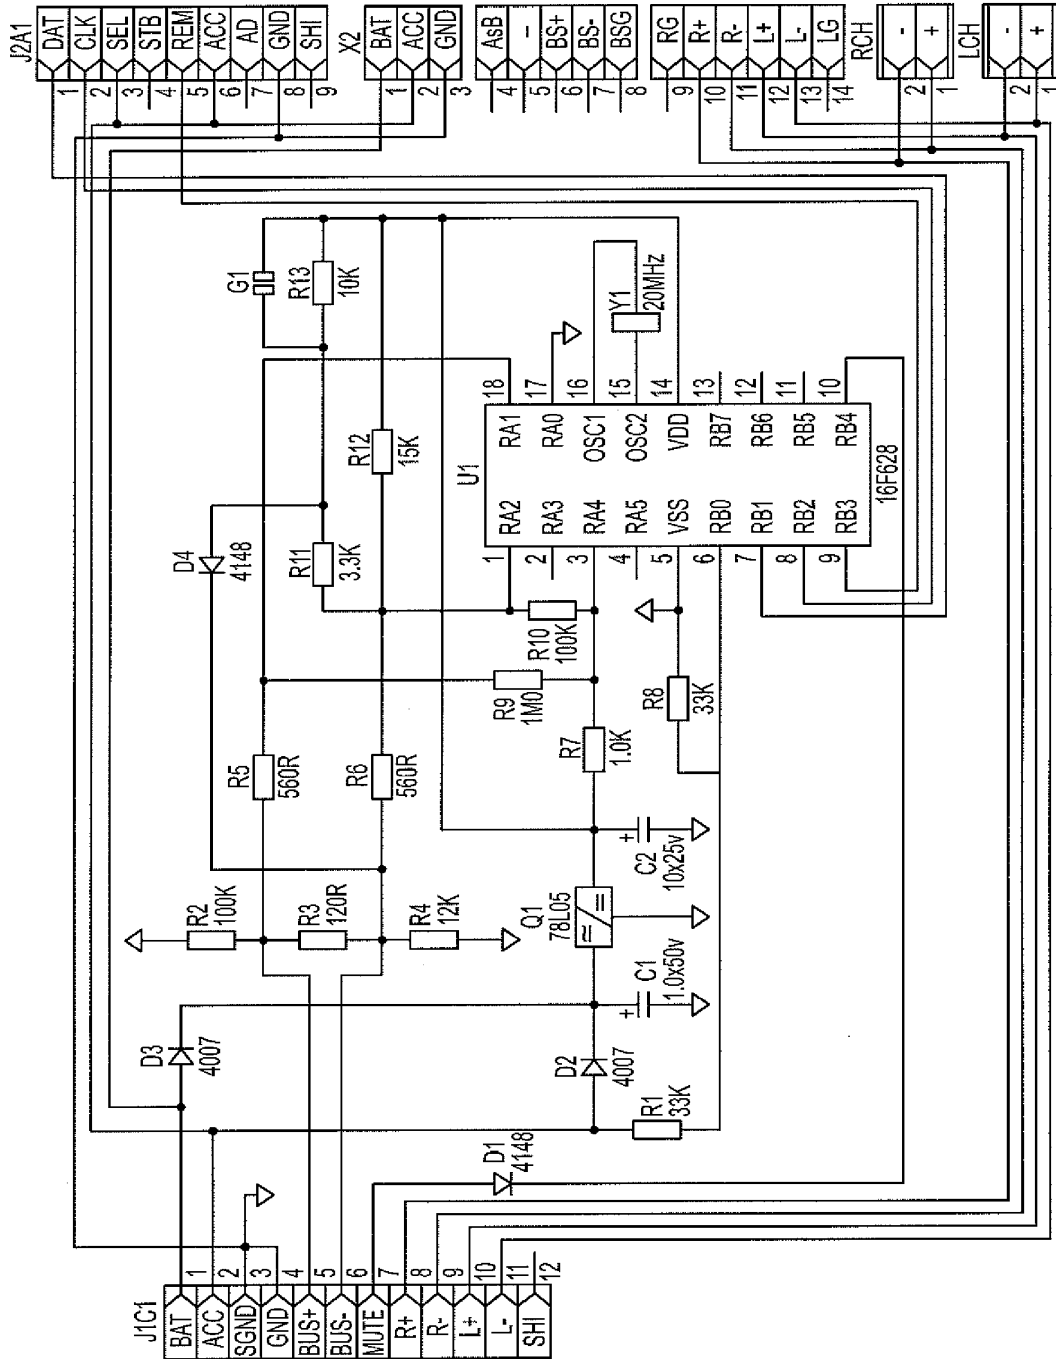 J2A1
DAT
CLK
SEL
STB
REM
ACC
AD
GND
SHI
1
2
3
4
5
6
7
8
9
X2
BAT
ACC
GND
1
2
3
AsB
-
BS+
BS-
BSG
4
5
6
7
8
RG
R+
R-
L+
L-
LG
9
10
11
12
13
14
RCH
-
+
2
1
LCH
-
+
2
1
G1
R13
10K
R12
15K
D4
4148
R11
3.3K
Y1
20MHz
U1
18
17
16
15
14
13
12
11
10
RA1
RA0
OSC1
OSC2
VDD
RB7
RB6
RB5
RB4
RA2
RA3
RA4
RA5
VSS
RB0
RB1
RB2
RB3
16F628
1
2
3
4
5
6
7
8
9
R10
100K
R9
1M0
R8
33K
R7
1.0K
R5
560R
R6
560R
+
C2
10x25v
R2
100K
R3
120R
R4
12K
Q1
78L05
+
C1
1.0x50v
D3
4007
D2
4007
R1
33K
D1
4148
J1C1
BAT
ACC
SGND
GND
BUS+
BUS-
MUTE
R+
R-
L+
L-
SHI
1
2
3
4
5
6
7
8
9
10
11
12